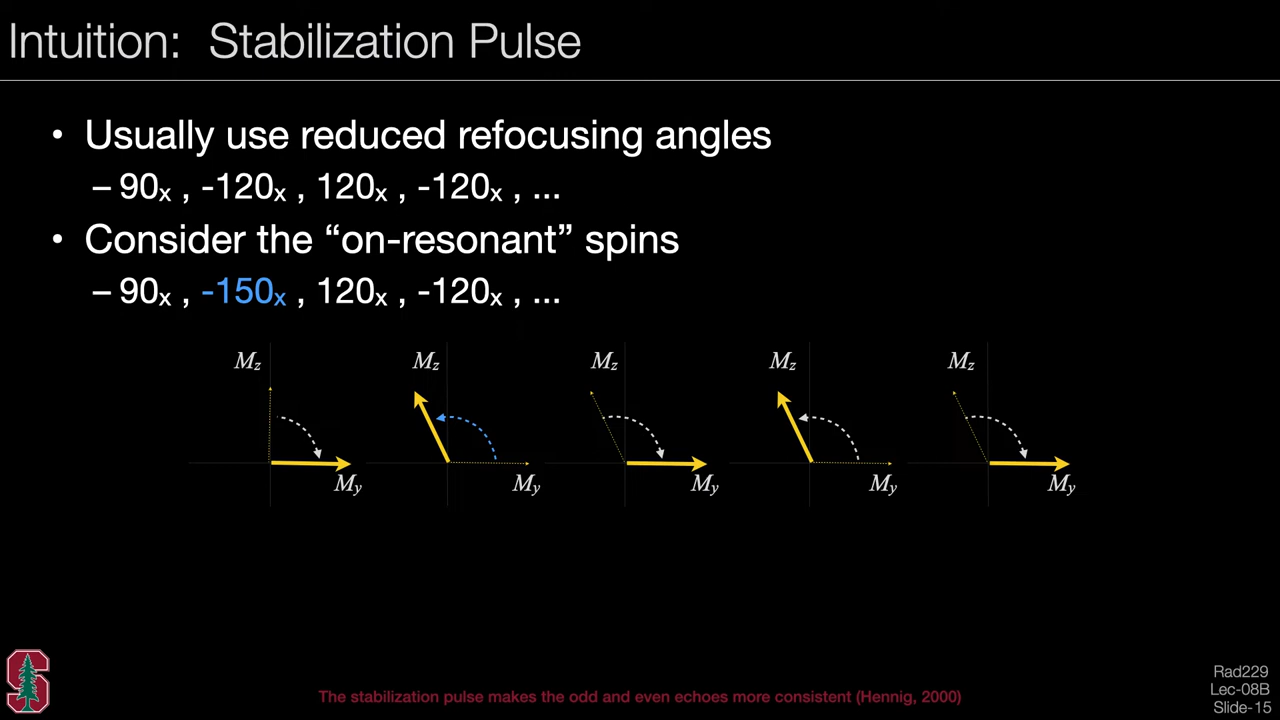 Intuition: Stabilization Pulse
• Usually use reduced refocusing angles
– 90x , -120x , 120x , -120x , ...
• Consider the “on-resonant” spins
– 90x , -150x , 120x , -120x , ...
Mz Mz Mz Mz Mz
My My My My My
S
The stabilization pulse makes the odd and even echoes more consistent (Hennig, 2000)
Rad229
Lec-08B
Slide-15